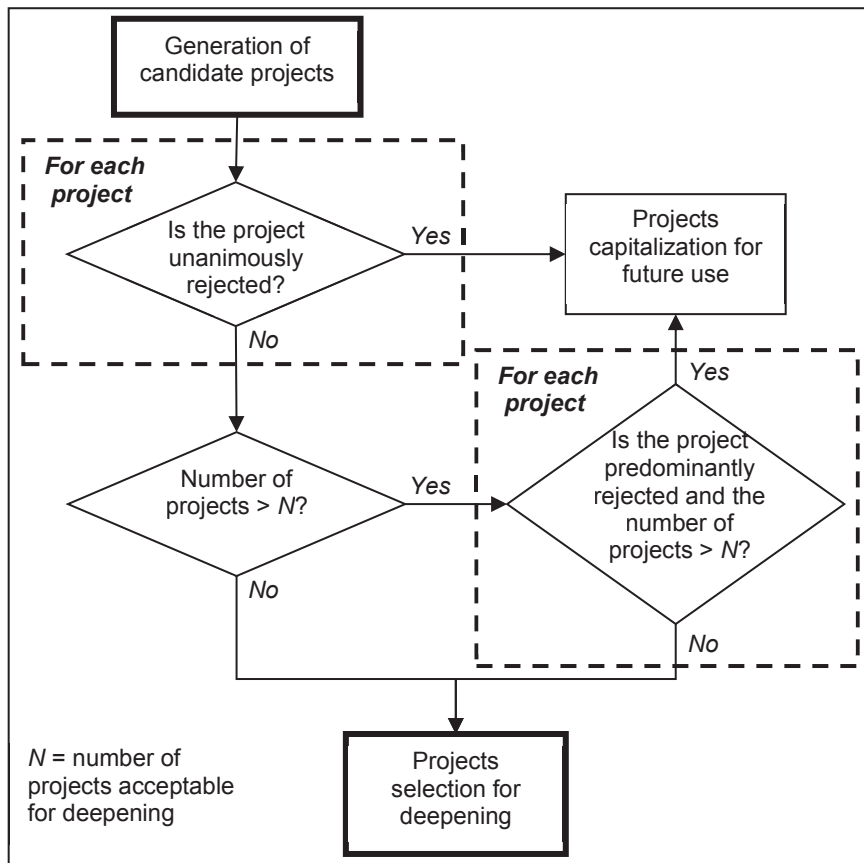 Generation of
candidate projects
For each
project
Is the project
unanimously
rejected?
Yes
No
Projects
capitalization for
future use
For each
project
Yes
Is the project
predominantly
rejected and the
number of
projects > N?
No
Number of
projects > N?
Yes
No
Projects
selection for
deepening
N = number of
projects acceptable
for deepening